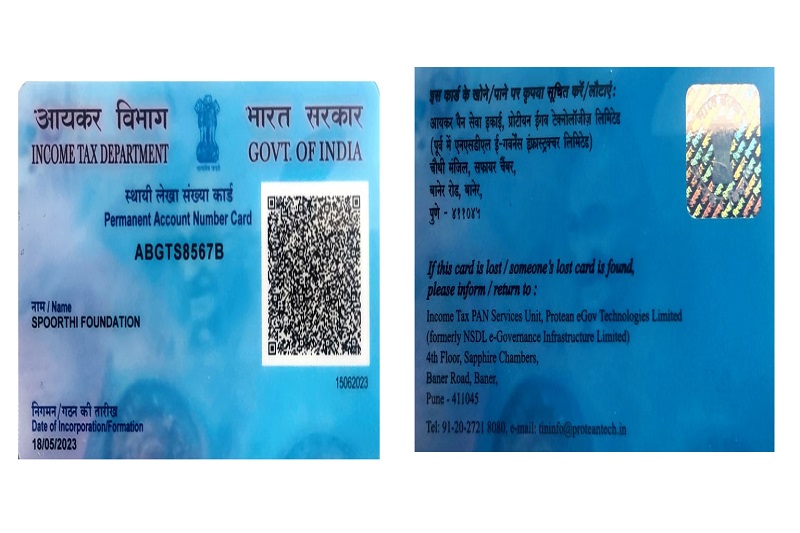 आयकर विभाग
INCOME TAX DEPARTMENT
भारत सरकार
GOVT. OF INDIA
स्थायी लेखा संख्या कार्ड
Permanent Account Number Card
ABGTS8567B
नाम / Name
SPOORTHI FOUNDATION
15062023
निगमन/गठन की तारीख
Date of Incorporation/Formation
18/05/2023
इस कार्ड के खोने/पाने पर कृपया सूचित करें/लौटाएं:
आयकर पैन सेवा इकाई, प्रोटीयन ईगव टेक्नोलॉजीज़ लिमिटेड
(पूर्व में एनएसडीएल ई-गवर्नेंस इंफ्रास्ट्रक्चर लिमिटेड)
चौथी मंजिल, सफायर चैंबर,
बानेर रोड, बानेर,
पुणे - ४११०४५
If this card is lost / someone's lost card is found,
please inform / return to :
Income Tax PAN Services Unit, Protean eGov Technologies Limited
(formerly NSDL e-Governance Infrastructure Limited)
4th Floor, Sapphire Chambers,
Baner Road, Baner,
Pune - 411045
Tel: 91-20-2721 8080, e-mail: tininfo@proteantech.in